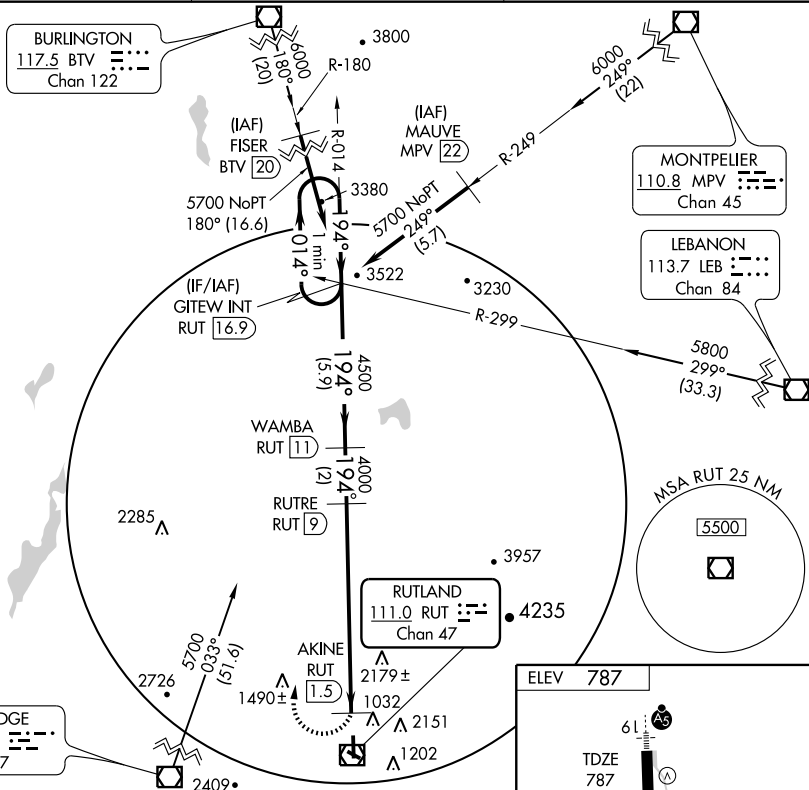 BURLINGTON
117.5 BTV
Chan 122
6000
180°
(20)
R-180
3800
6000
249°
(22)
(IAF)
FISER
BTV 20
R-014
(IAF)
MAUVE
MPV 22
R-249
MONTPELIER
110.8 MPV
Chan 45
5700 NoPT
180° (16.6)
3380
5700 NoPT
249°
(5.7)
194°
014°
1 min
3522
3230
LEBANON
113.7 LEB
Chan 84
(IF/IAF)
GITEW INT
RUT 16.9
R-299
5800
299°
(33.3)
4500
194°
(5.9)
WAMBA
RUT 11
4000
194°
(2)
RUTRE
RUT 9
MSA RUT 25 NM
5500
2285
3957
RUTLAND
111.0 RUT
Chan 47
4235
5700
033°
(51.6)
AKINE
RUT
1.5
2179±
2726
1490±
1032
2151
1202
DGE
7
2409
ELEV 787
19
A5
TDZE
787
V